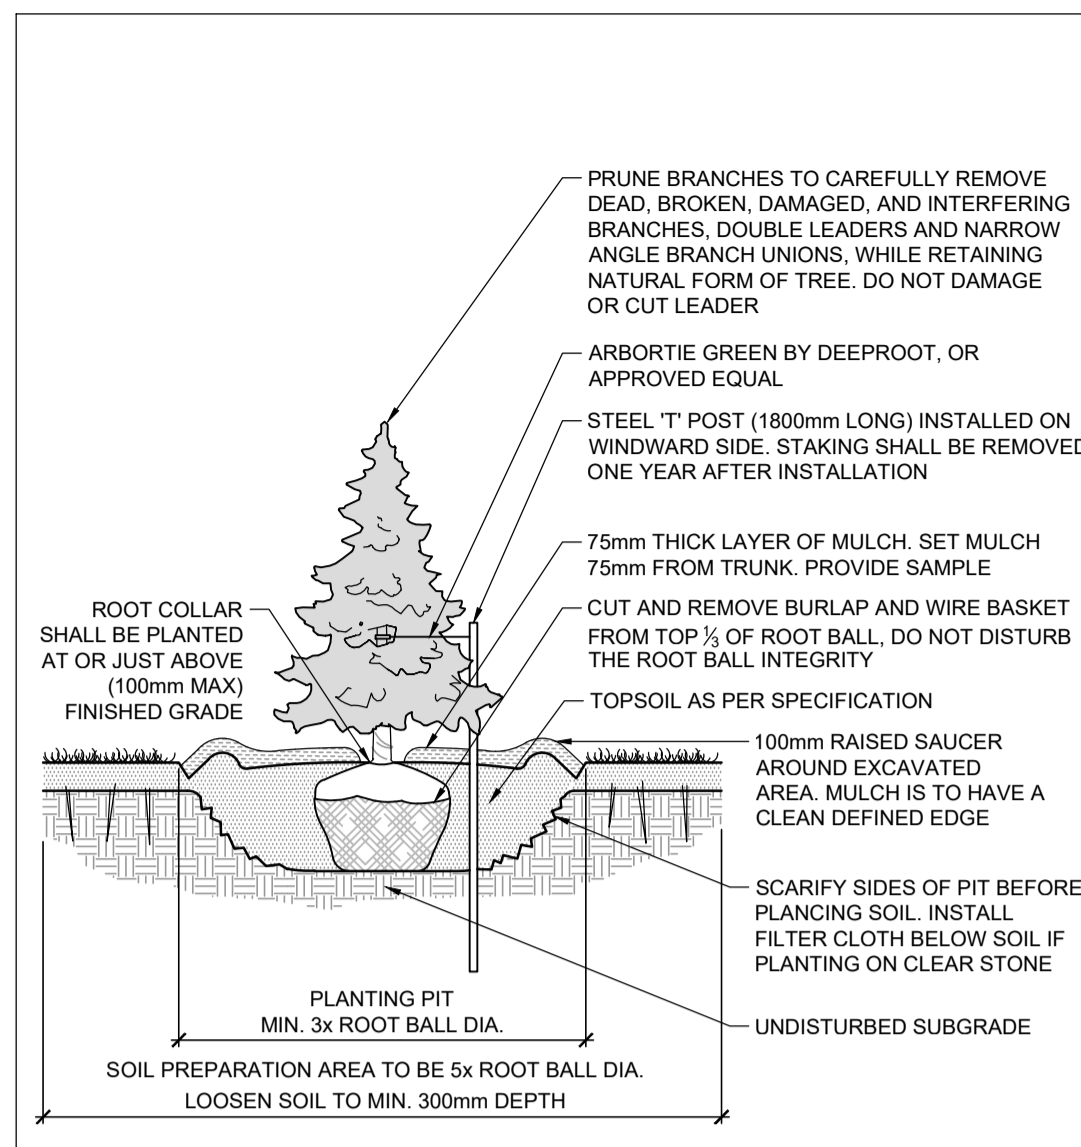 PRUNE BRANCHES TO CAREFULLY REMOVE
DEAD, BROKEN, DAMAGED, AND INTERFERING
BRANCHES, DOUBLE LEADERS AND NARROW
ANGLE BRANCH UNIONS, WHILE RETAINING
NATURAL FORM OF TREE. DO NOT DAMAGE
OR CUT LEADER
ARBORTIE GREEN BY DEEPROOT, OR
APPROVED EQUAL
STEEL 'T' POST (1800mm LONG) INSTALLED ON
WINDWARD SIDE. STAKING SHALL BE REMOVED
ONE YEAR AFTER INSTALLATION
75mm THICK LAYER OF MULCH. SET MULCH
75mm FROM TRUNK. PROVIDE SAMPLE
CUT AND REMOVE BURLAP AND WIRE BASKET
FROM TOP ⅓ OF ROOT BALL, DO NOT DISTURB
THE ROOT BALL INTEGRITY
ROOT COLLAR
SHALL BE PLANTED
AT OR JUST ABOVE
(100mm MAX)
FINISHED GRADE
TOPSOIL AS PER SPECIFICATION
100mm RAISED SAUCER
AROUND EXCAVATED
AREA. MULCH IS TO HAVE A
CLEAN DEFINED EDGE
SCARIFY SIDES OF PIT BEFORE
PLANCING SOIL. INSTALL
FILTER CLOTH BELOW SOIL IF
PLANTING ON CLEAR STONE
UNDISTURBED SUBGRADE
PLANTING PIT
MIN. 3x ROOT BALL DIA.
SOIL PREPARATION AREA TO BE 5x ROOT BALL DIA.
LOOSEN SOIL TO MIN. 300mm DEPTH